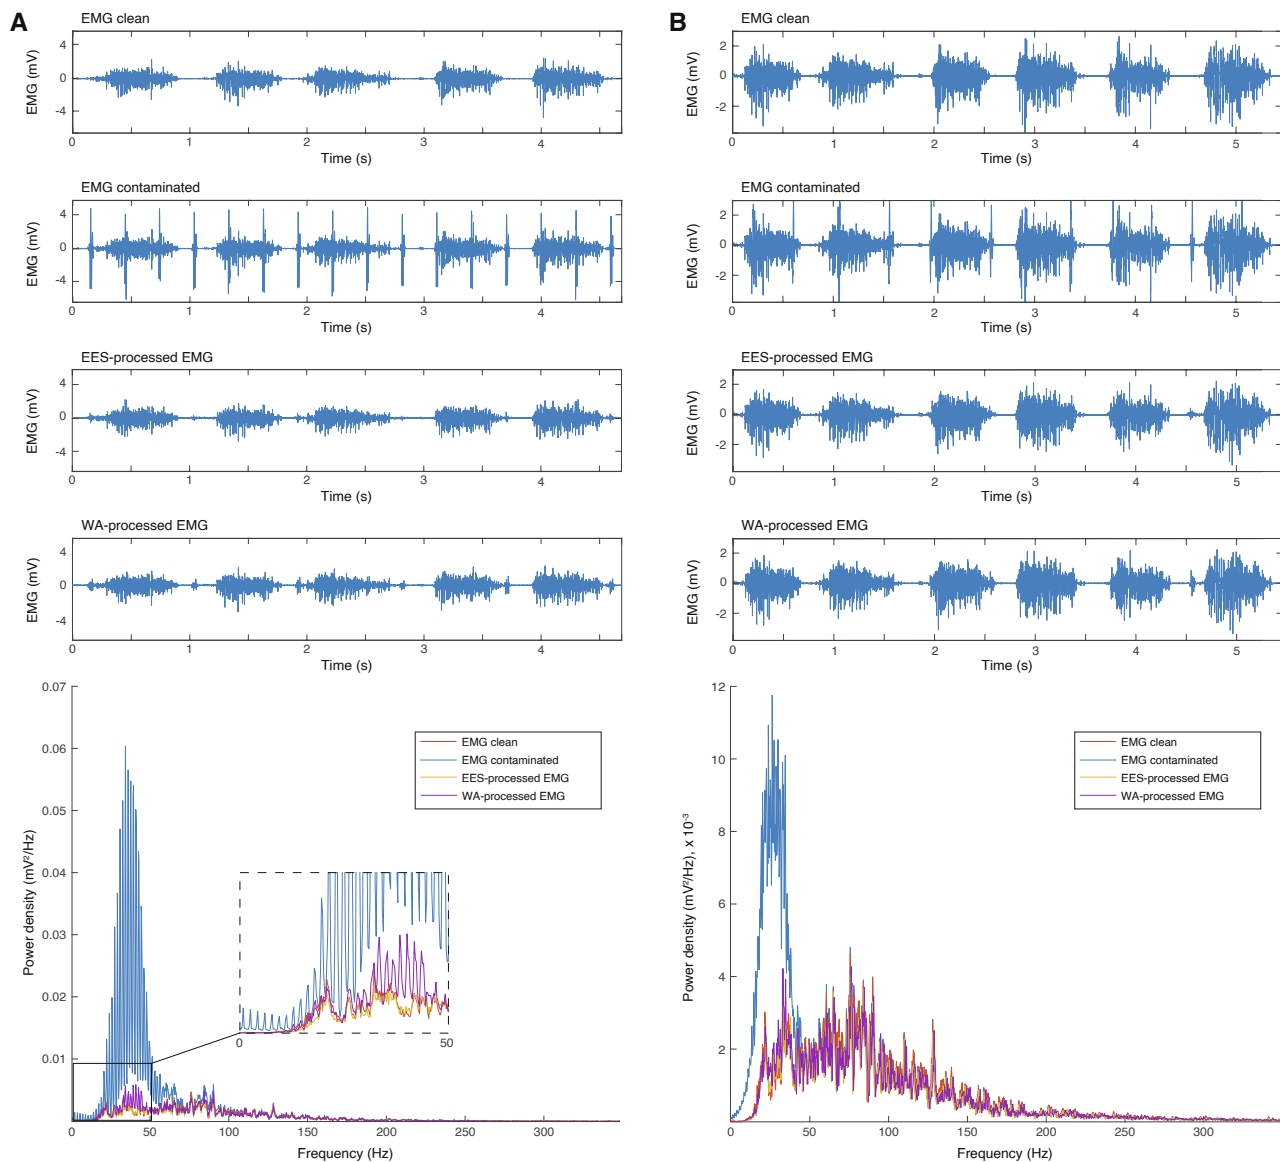 A
EMG clean
EMG (mV)
4
0
-4
0 1 2 3 4
Time (s)
EMG contaminated
EMG (mV)
4
0
-4
0 1 2 3 4
Time (s)
EES-processed EMG
EMG (mV)
4
0
-4
0 1 2 3 4
Time (s)
WA-processed EMG
EMG (mV)
4
0
-4
0 1 2 3 4
Time (s)
Power density (mV²/Hz)
0.07
0.06
0.05
0.04
0.03
0.02
0.01
0 50 100 150 200 250 300
Frequency (Hz)
EMG clean
EMG contaminated
EES-processed EMG
WA-processed EMG
0 50
B
EMG clean
EMG (mV)
2
0
-2
0 1 2 3 4 5
Time (s)
EMG contaminated
EMG (mV)
2
0
-2
0 1 2 3 4 5
Time (s)
EES-processed EMG
EMG (mV)
2
0
-2
0 1 2 3 4 5
Time (s)
WA-processed EMG
EMG (mV)
2
0
-2
0 1 2 3 4 5
Time (s)
Power density (mV²/Hz), x 10⁻³
12
10
8
6
4
2
0
0 50 100 150 200 250 300
Frequency (Hz)
EMG clean
EMG contaminated
EES-processed EMG
WA-processed EMG